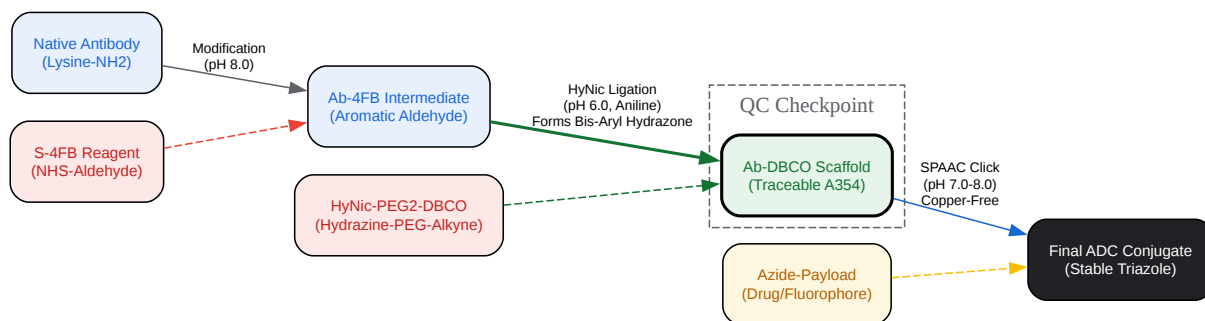 Native Antibody
(Lysine-NH2)
Modification
(pH 8.0)
S-4FB Reagent
(NHS-Aldehyde)
Ab-4FB Intermediate
(Aromatic Aldehyde)
HyNic Ligation
(pH 6.0, Aniline)
Forms Bis-Aryl Hydrazone
HyNic-PEG2-DBCO
(Hydrazine-PEG-Alkyne)
QC Checkpoint
Ab-DBCO Scaffold
(Traceable A354)
SPAAC Click
(pH 7.0-8.0)
Copper-Free
Azide-Payload
(Drug/Fluorophore)
Final ADC Conjugate
(Stable Triazole)